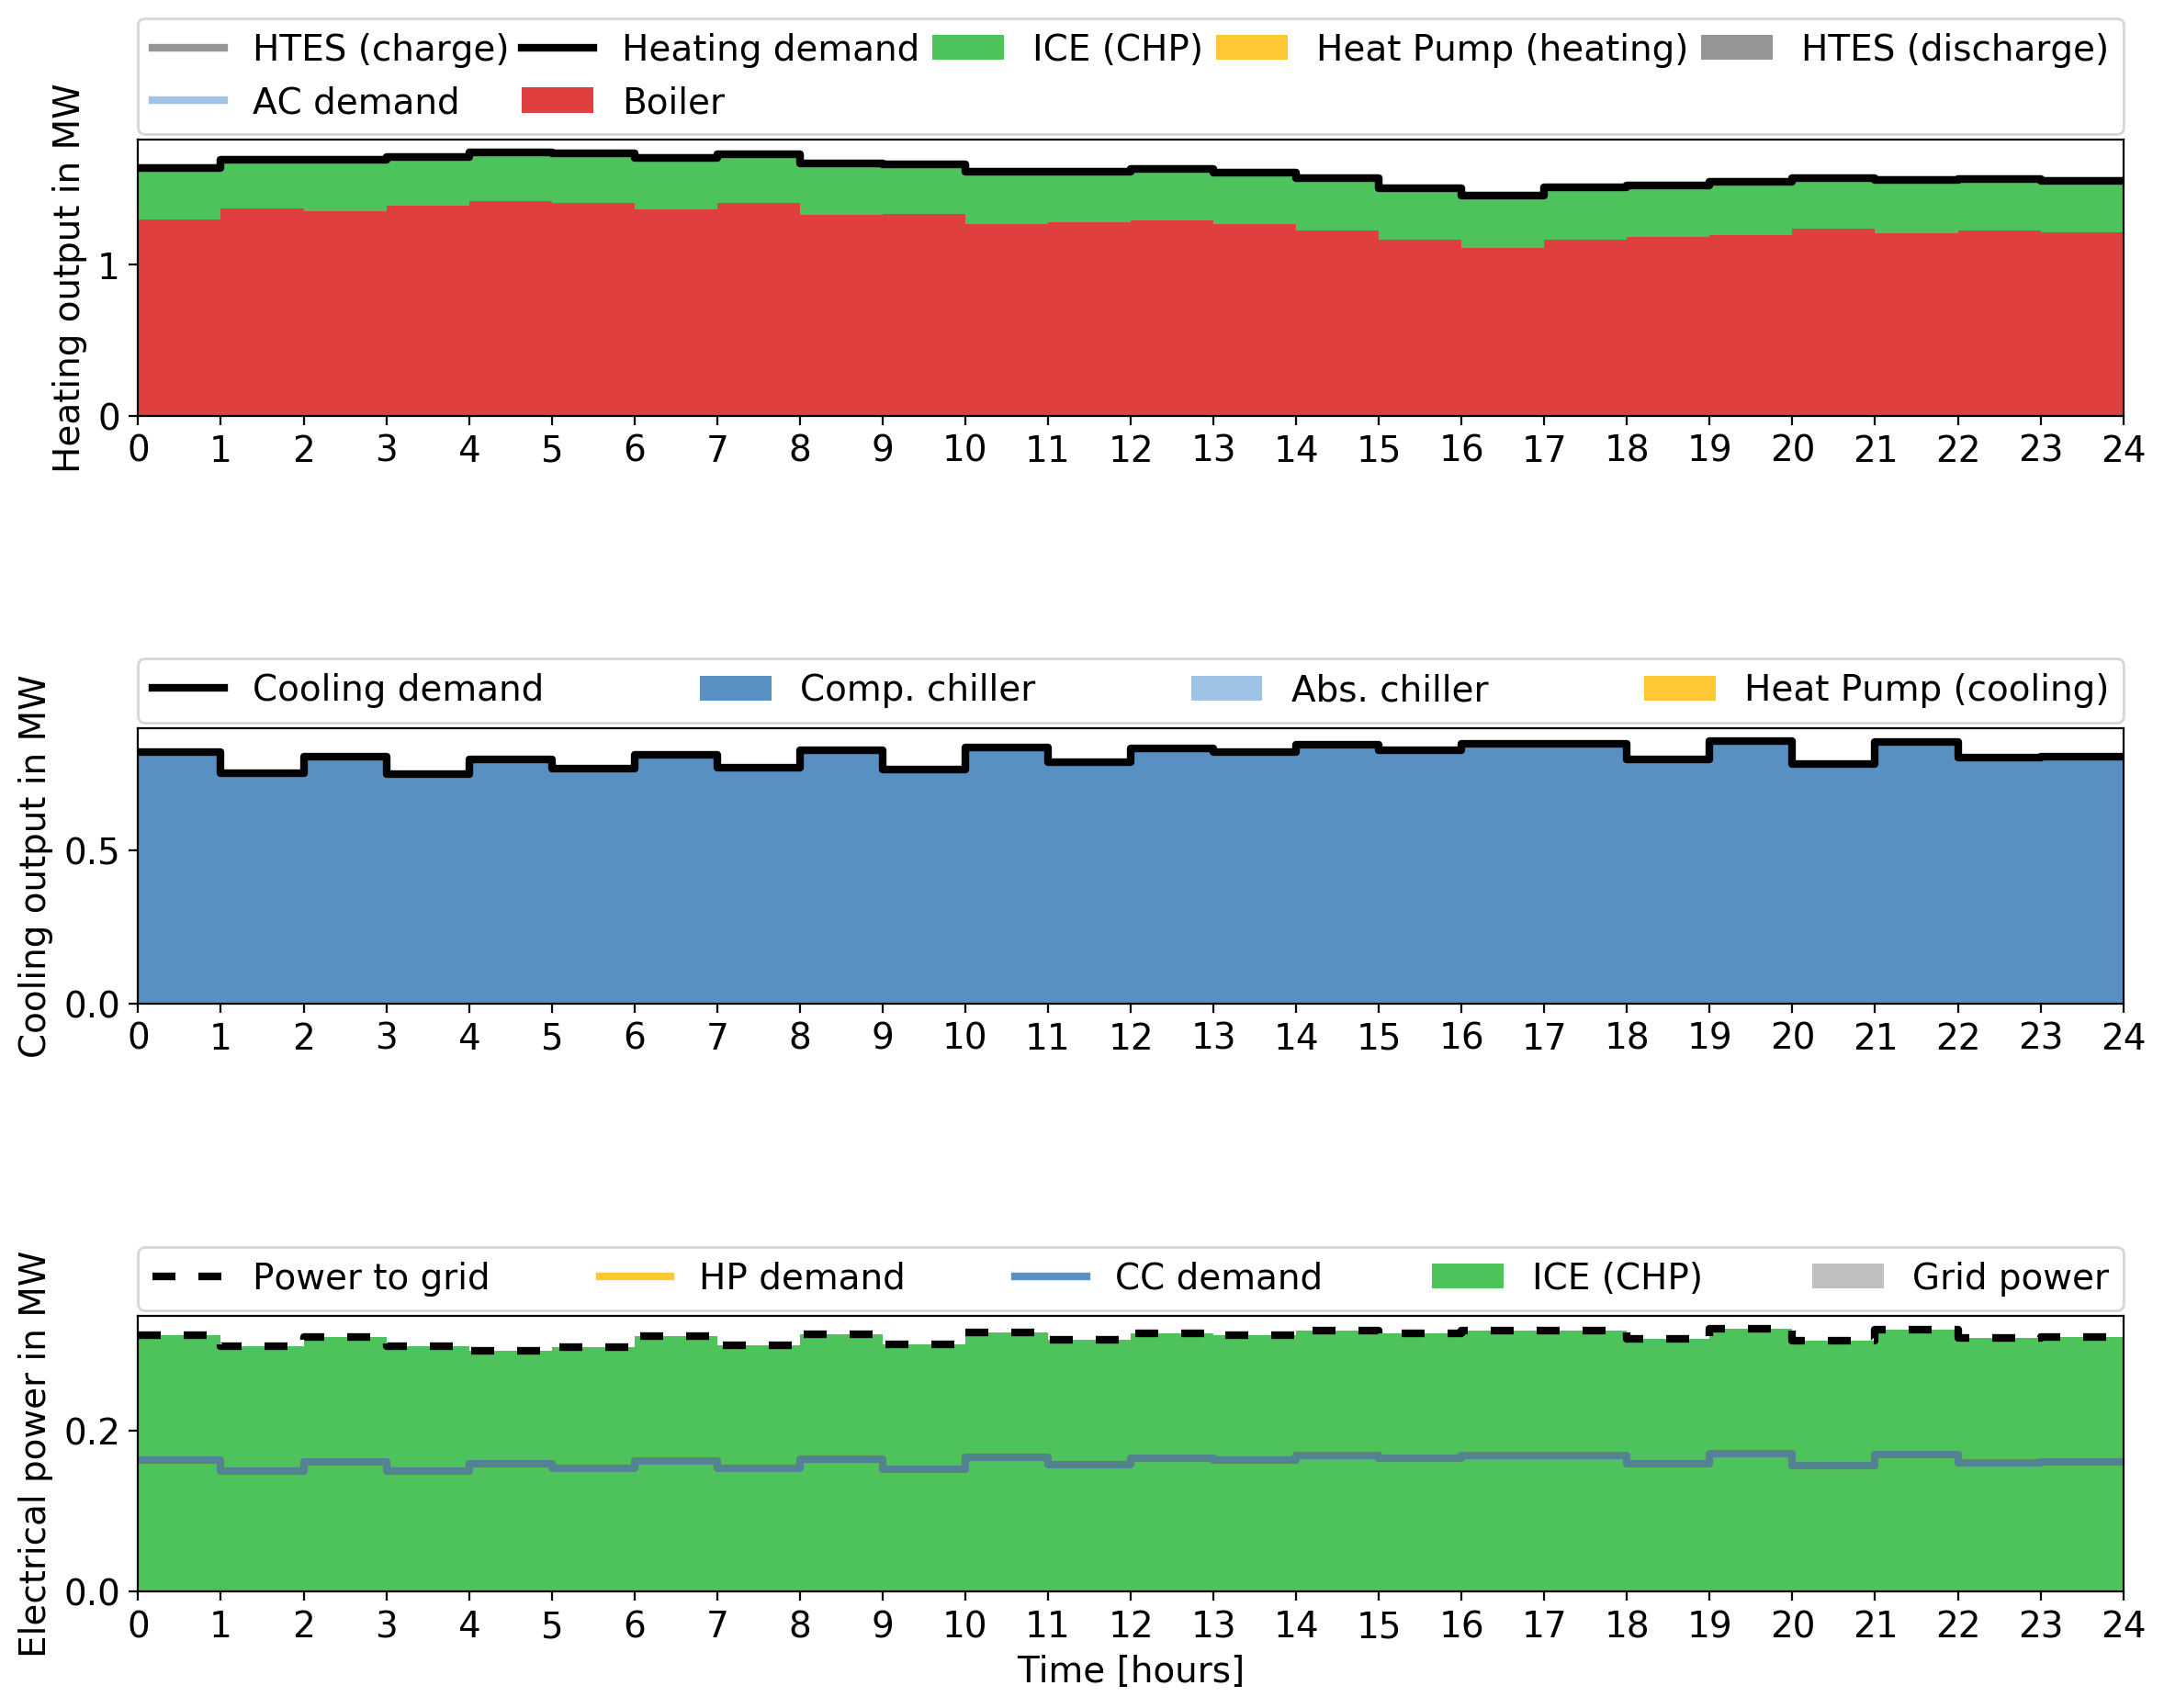 HTES (charge) Heating demand ICE (CHP) Heat Pump (heating) HTES (discharge)
AC demand Boiler
Heating output in MW
1
0
0 1 2 3 4 5 6 7 8 9 10 11 12 13 14 15 16 17 18 19 20 21 22 23 24
Cooling demand Comp. chiller Abs. chiller Heat Pump (cooling)
Cooling output in MW
0.5
0.0
0 1 2 3 4 5 6 7 8 9 10 11 12 13 14 15 16 17 18 19 20 21 22 23 24
Power to grid HP demand CC demand ICE (CHP) Grid power
Electrical power in MW
0.2
0.0
0 1 2 3 4 5 6 7 8 9 10 11 12 13 14 15 16 17 18 19 20 21 22 23 24
Time [hours]